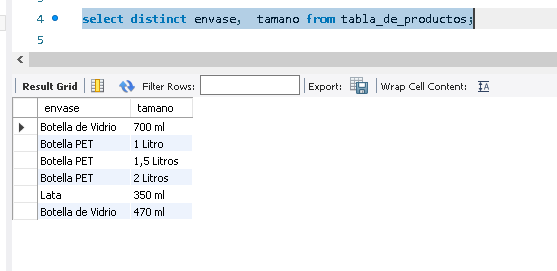 4 select distinct envase, tamano from tabla_de_productos;
5
Result Grid Filter Rows: Export: Wrap Cell Content:
envase tamano
Botella de Vidrio 700 ml
Botella PET 1 Litro
Botella PET 1,5 Litros
Botella PET 2 Litros
Lata 350 ml
Botella de Vidrio 470 ml